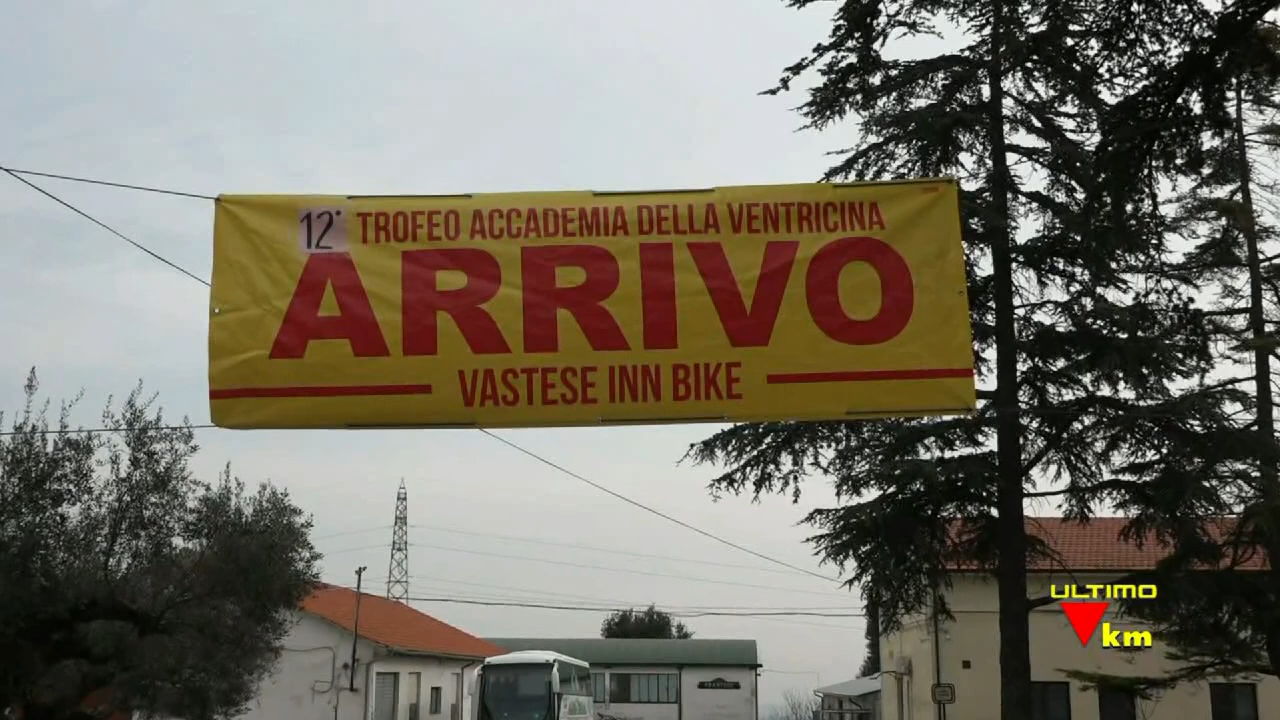 12° TROFEO ACCADEMIA DELLA VENTRICINA
ARRIVO
VASTESE INN BIKE
ULTIMO
km